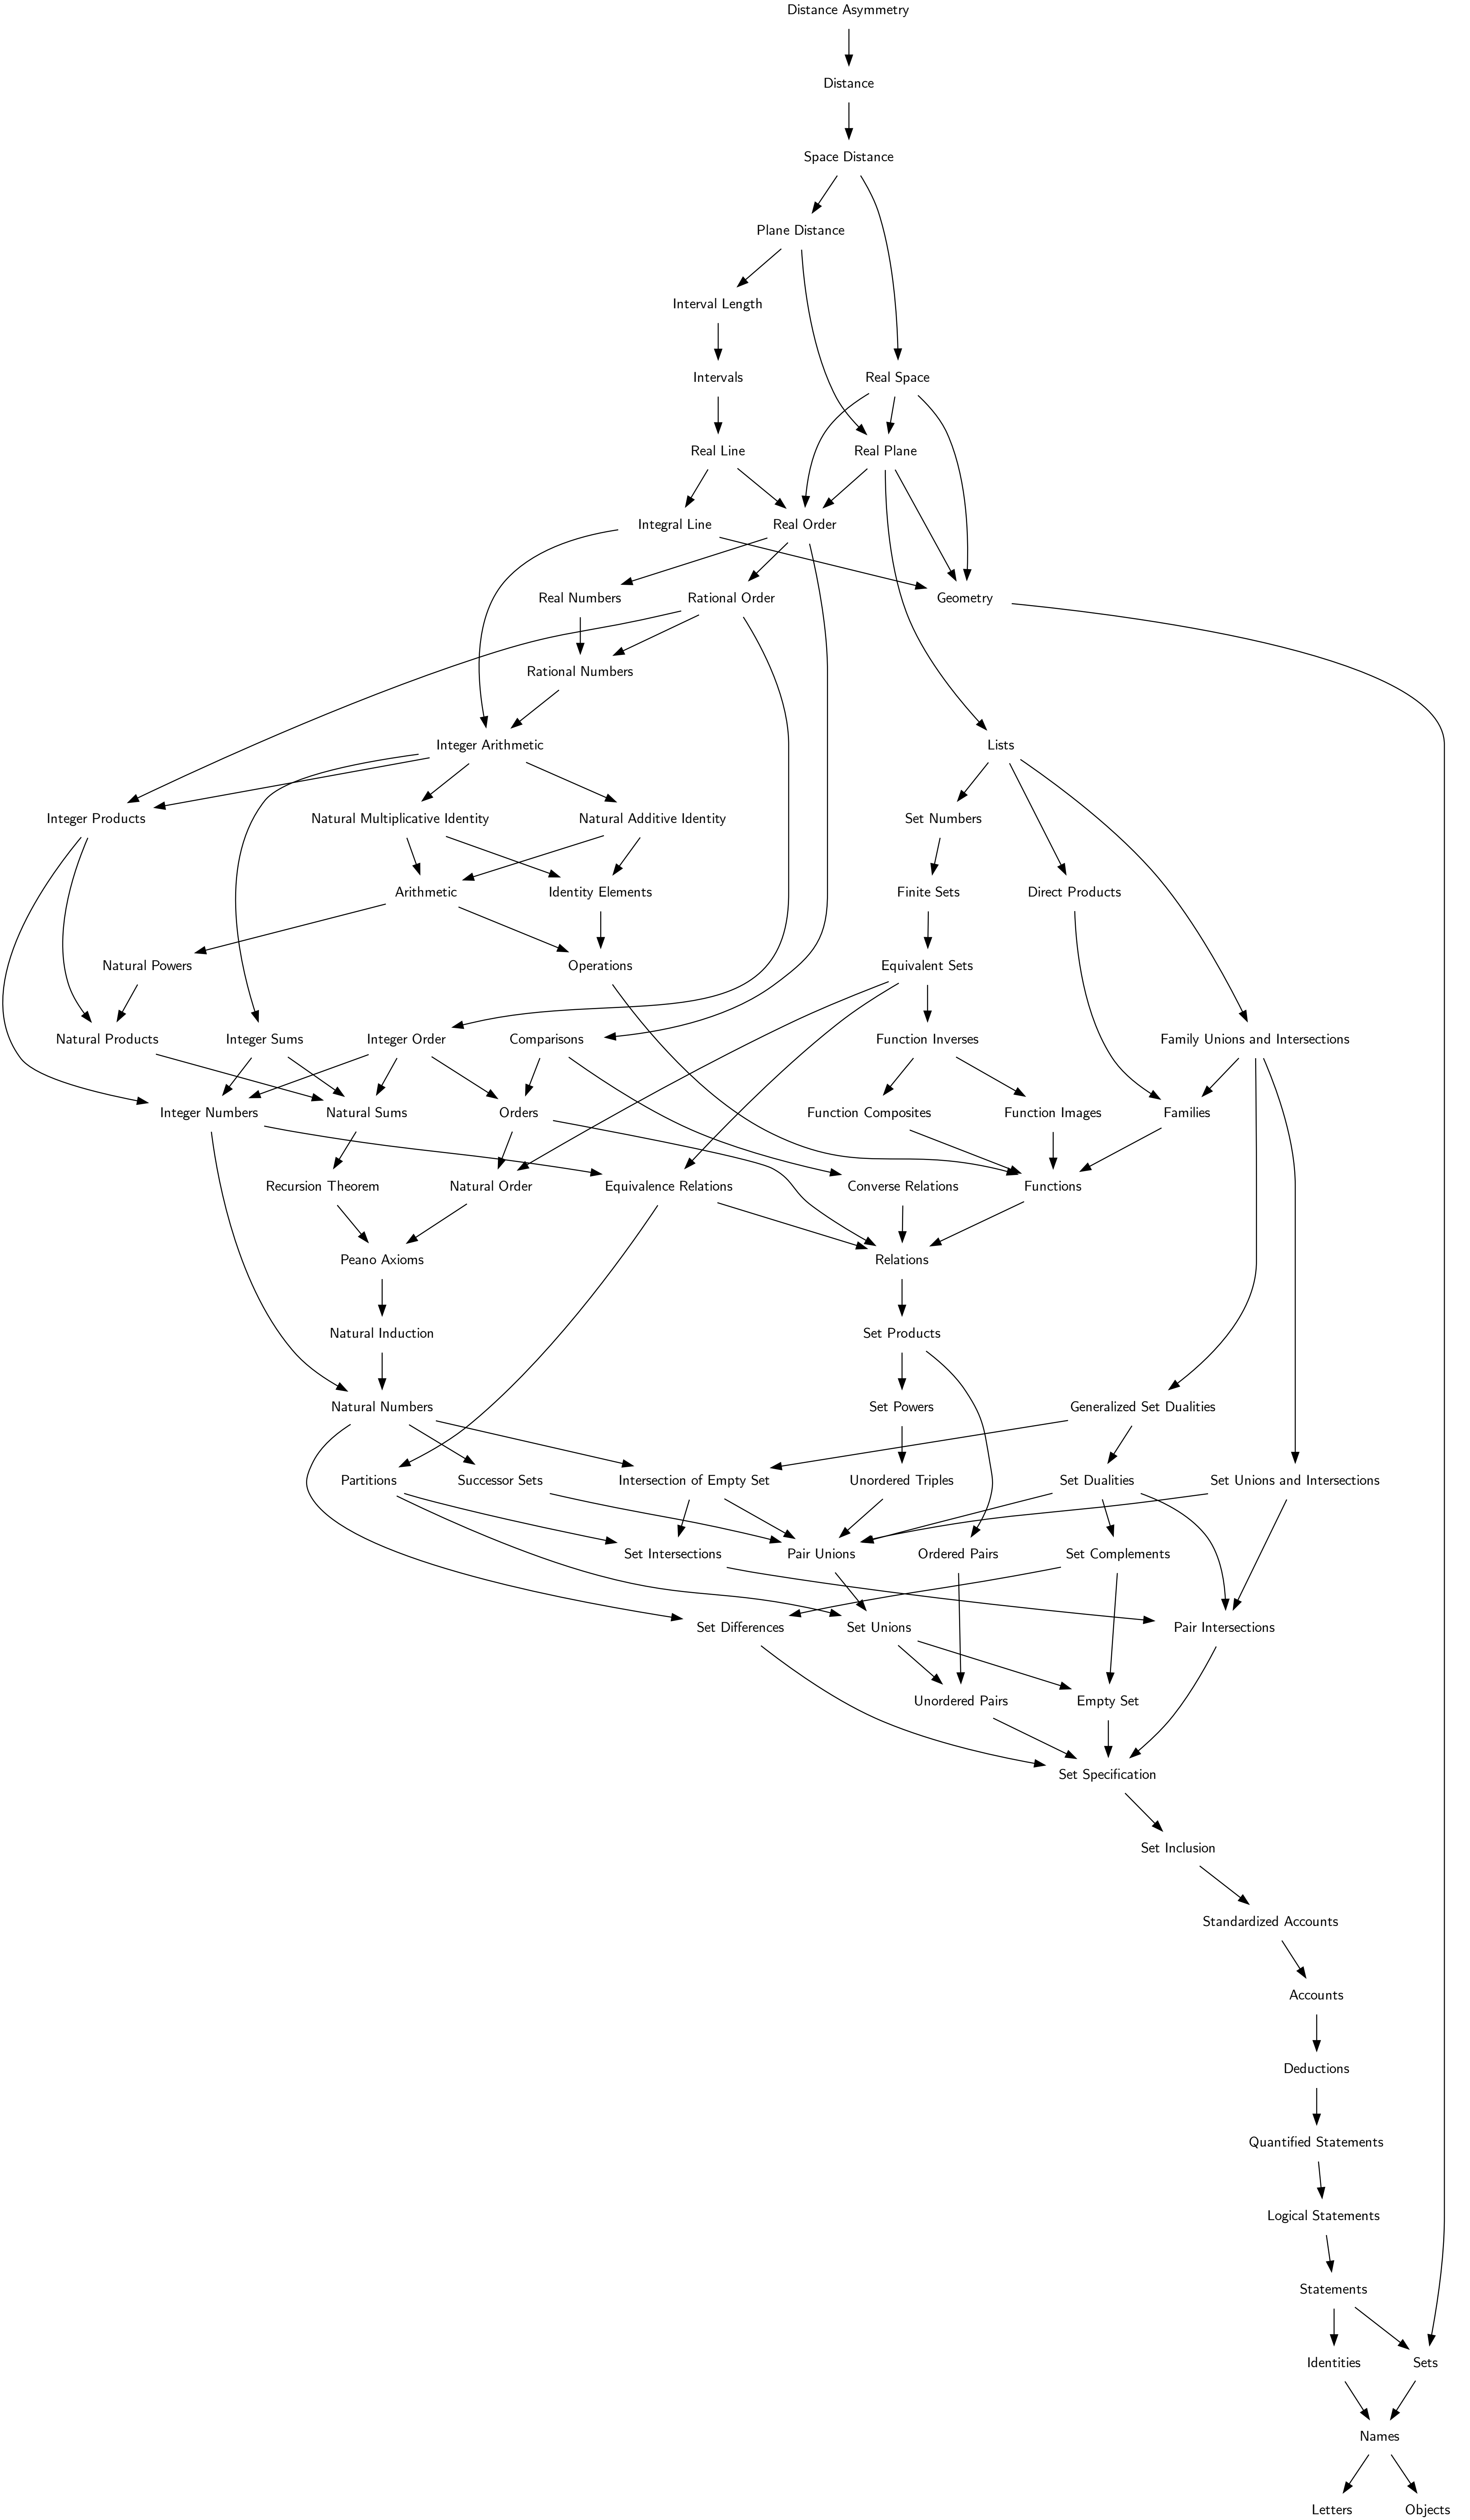 Distance Asymmetry
Distance
Space Distance
Plane Distance
Interval Length
Intervals
Real Space
Real Line
Real Plane
Integral Line
Real Order
Real Numbers
Rational Order
Geometry
Rational Numbers
Integer Arithmetic
Lists
Integer Products
Natural Multiplicative Identity
Natural Additive Identity
Set Numbers
Arithmetic
Identity Elements
Finite Sets
Direct Products
Natural Powers
Operations
Equivalent Sets
Natural Products
Integer Sums
Integer Order
Comparisons
Function Inverses
Family Unions and Intersections
Integer Numbers
Natural Sums
Orders
Function Composites
Function Images
Families
Recursion Theorem
Natural Order
Equivalence Relations
Converse Relations
Functions
Peano Axioms
Relations
Natural Induction
Set Products
Natural Numbers
Set Powers
Generalized Set Dualities
Partitions
Successor Sets
Intersection of Empty Set
Unordered Triples
Set Dualities
Set Unions and Intersections
Set Intersections
Pair Unions
Ordered Pairs
Set Complements
Set Differences
Set Unions
Pair Intersections
Unordered Pairs
Empty Set
Set Specification
Set Inclusion
Standardized Accounts
Accounts
Deductions
Quantified Statements
Logical Statements
Statements
Identities
Sets
Names
Letters
Objects